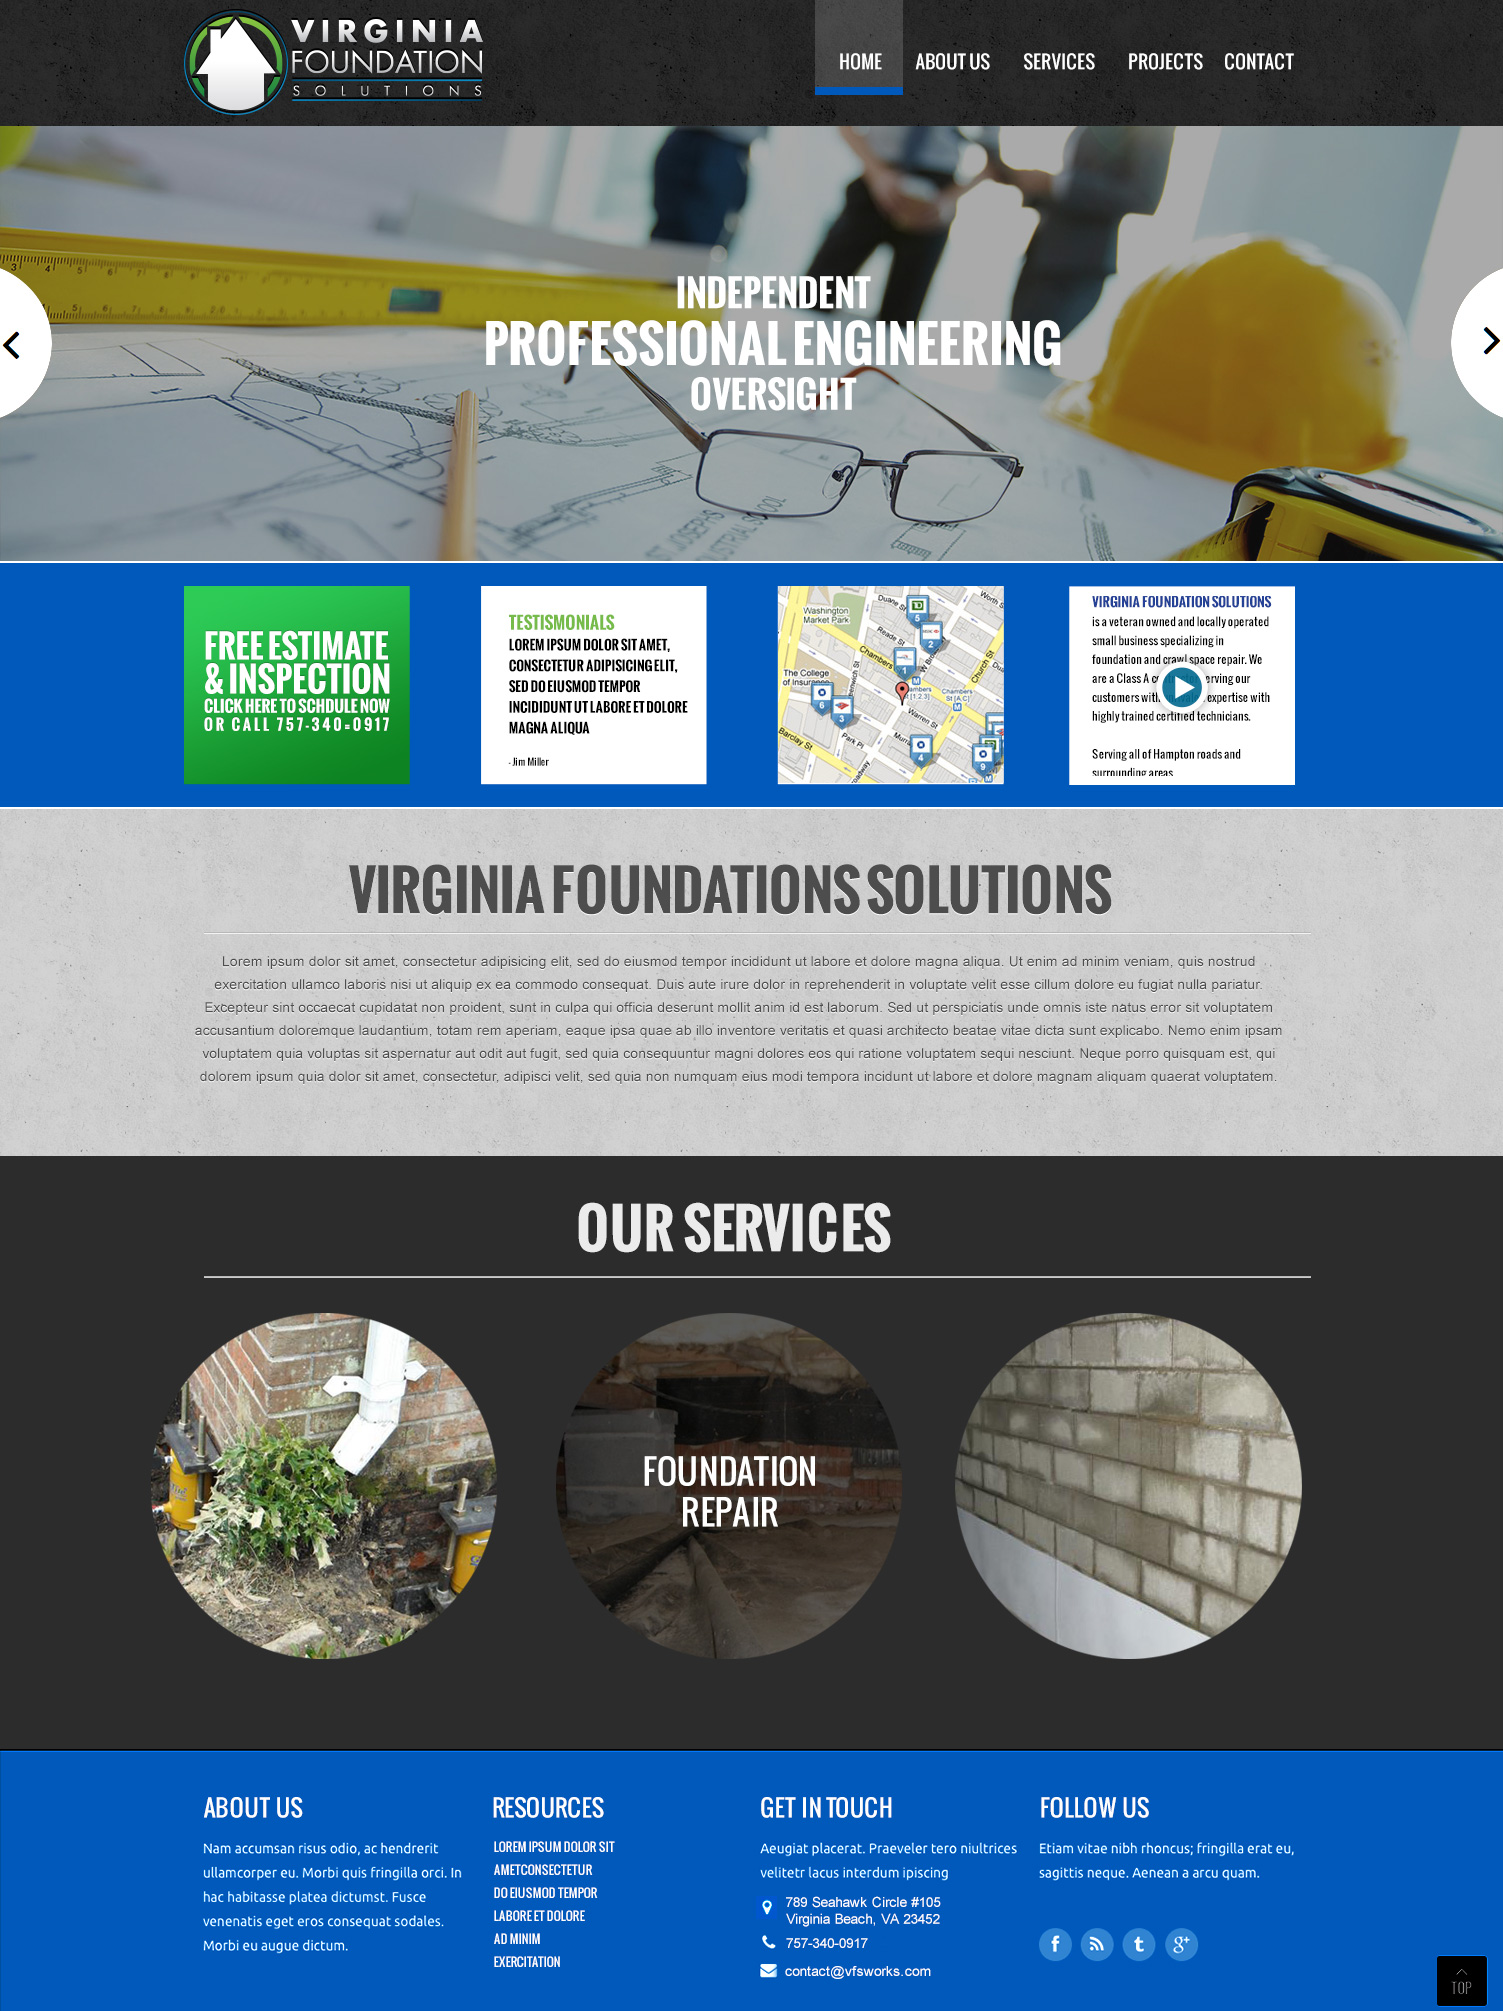 VIRGINIA
FOUNDATION
SOLUTIONS
HOME ABOUT US SERVICES PROJECTS CONTACT
INDEPENDENT
PROFESSIONAL ENGINEERING
OVERSIGHT
FREE ESTIMATE
& INSPECTION
CLICK HERE TO SCHDULE NOW
OR CALL 757-340-0917
TESTISMONIALS
LOREM IPSUM DOLOR SIT AMET,
CONSECTETUR ADIPISICING ELIT,
SED DO EIUSMOD TEMPOR
INCIDIDUNT UT LABORE ET DOLORE
MAGNA ALIQUA
- Jim Miller
Washington
Market Park
Duane St
Worth S
Reade St
Chambers
Church St
The College
of Insurance
Chambers
St [1.2.3]
Chambers
St [A.C]
Warren St
Park Pl
Murray
Barclay St
VIRGINIA FOUNDATION SOLUTIONS
is a veteran owned and locally operated
small business specializing in
foundation and crawl space repair. We
are a Class A serving our
customers with expertise with
highly trained certified technicians.
Serving all of Hampton roads and
surrounding areas
VIRGINIA FOUNDATIONS SOLUTIONS
Lorem ipsum dolor sit amet, consectetur adipisicing elit, sed do eiusmod tempor incididunt ut labore et dolore magna aliqua. Ut enim ad minim veniam, quis nostrud
exercitation ullamco laboris nisi ut aliquip ex ea commodo consequat. Duis aute irure dolor in reprehenderit in voluptate velit esse cillum dolore eu fugiat nulla pariatur.
Excepteur sint occaecat cupidatat non proident, sunt in culpa qui officia deserunt mollit anim id est laborum. Sed ut perspiciatis unde omnis iste natus error sit voluptatem
accusantium doloremque laudantium, totam rem aperiam, eaque ipsa quae ab illo inventore veritatis et quasi architecto beatae vitae dicta sunt explicabo. Nemo enim ipsam
voluptatem quia voluptas sit aspernatur aut odit aut fugit, sed quia consequuntur magni dolores eos qui ratione voluptatem sequi nesciunt. Neque porro quisquam est, qui
dolorem ipsum quia dolor sit amet, consectetur, adipisci velit, sed quia non numquam eius modi tempora incidunt ut labore et dolore magnam aliquam quaerat voluptatem.
OUR SERVICES
FOUNDATION
REPAIR
ABOUT US
Nam accumsan risus odio, ac hendrerit
ullamcorper eu. Morbi quis fringilla orci. In
hac habitasse platea dictumst. Fusce
venenatis eget eros consequat sodales.
Morbi eu augue dictum.
RESOURCES
LOREM IPSUM DOLOR SIT
AMETCONSECTETUR
DO EIUSMOD TEMPOR
LABORE ET DOLORE
AD MINIM
EXERCITATION
GET IN TOUCH
Aeugiat placerat. Praeveler tero niultrices
velitetr lacus interdum ipiscing
789 Seahawk Circle #105
Virginia Beach, VA 23452
757-340-0917
contact@vfsworks.com
FOLLOW US
Etiam vitae nibh rhoncus; fringilla erat eu,
sagittis neque. Aenean a arcu quam.
TOP